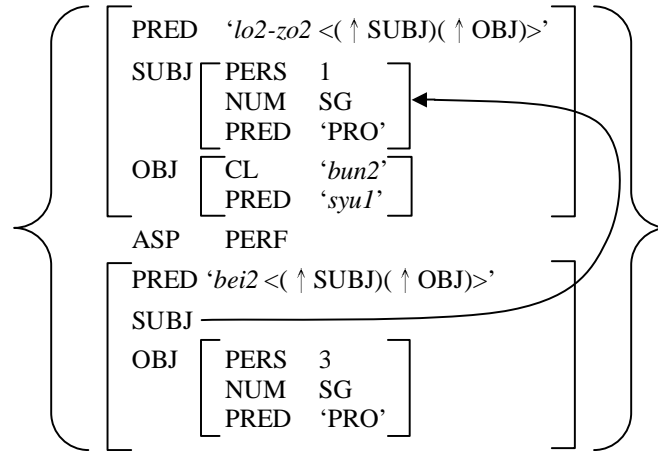 PRED ‘lo2-zo2 <(↑ SUBJ)(↑ OBJ)>’
SUBJ PERS 1
NUM SG
PRED ‘PRO’
OBJ CL ‘bun2’
PRED ‘syu1’
ASP PERF
PRED ‘bei2 <(↑ SUBJ)(↑ OBJ)>’
SUBJ
OBJ PERS 3
NUM SG
PRED ‘PRO’